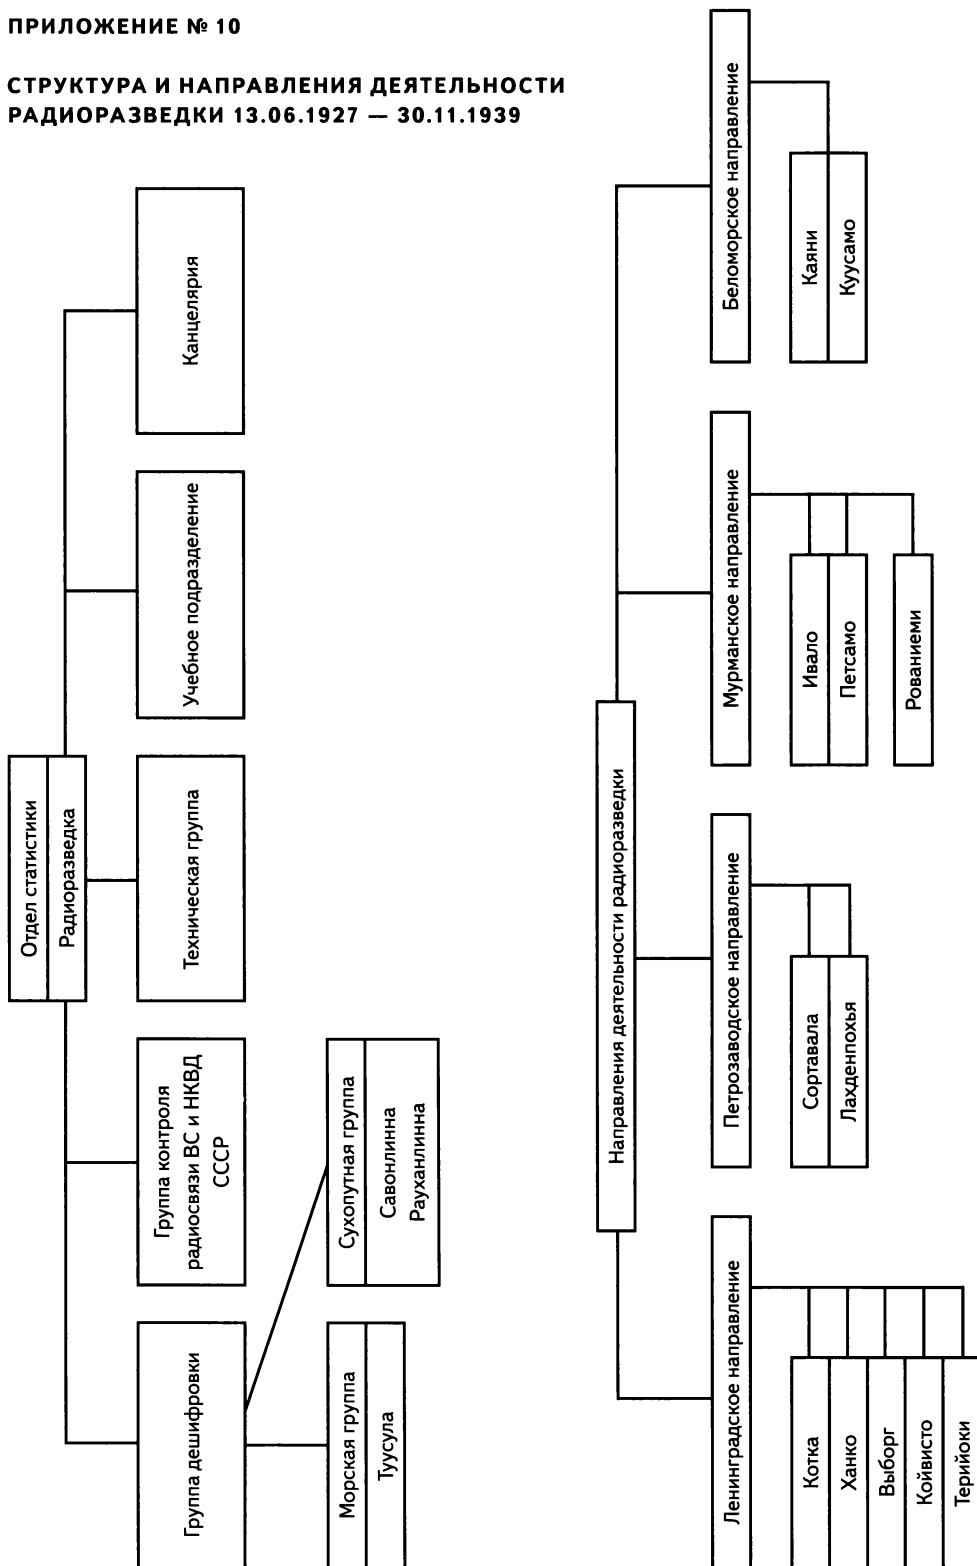 ПРИЛОЖЕНИЕ № 10
СТРУКТУРА И НАПРАВЛЕНИЯ ДЕЯТЕЛЬНОСТИ
РАДИОРАЗВЕДКИ 13.06.1927 — 30.11.1939
Отдел статистики
Радиоразведка
Группа дешифровки
Группа контроля
радиосвязи ВС и НКВД
СССР
Техническая группа
Учебное подразделение
Канцелярия
Морская группа
Туусула
Сухопутная группа
Савонлинна
Рауханлинна
Направления деятельности радиоразведки
Ленинградское направление
Петрозаводское направление
Мурманское направление
Беломорское направление
Котка
Ханко
Выборг
Койвисто
Терийоки
Сортавала
Лахденпохья
Ивало
Петсамо
Рованиеми
Каяни
Куусамо